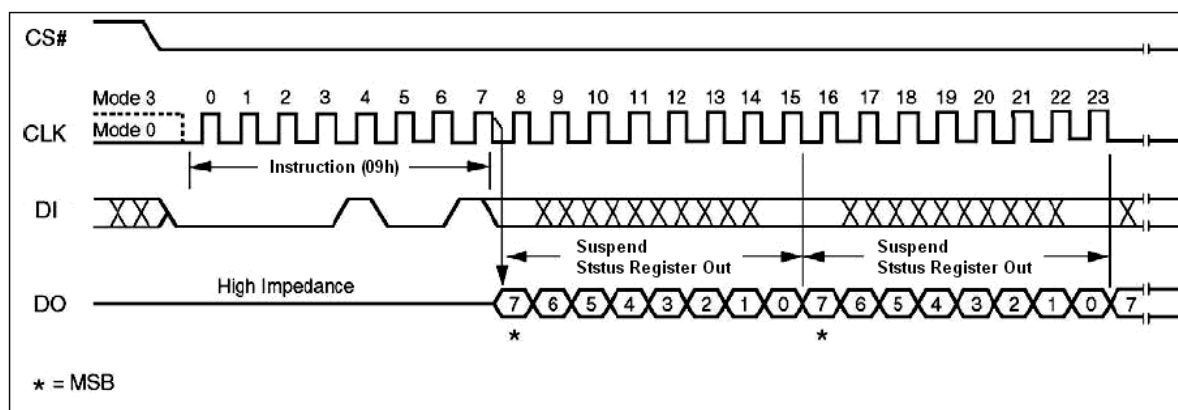 CS#
Mode 3
0 1 2 3 4 5 6 7 8 9 10 11 12 13 14 15 16 17 18 19 20 21 22 23
CLK
Mode 0
Instruction (09h)
DI
Suspend
Ststus Register Out
Suspend
Ststus Register Out
High Impedance
DO
7 6 5 4 3 2 1 0 7 6 5 4 3 2 1 0 7
* *
* = MSB